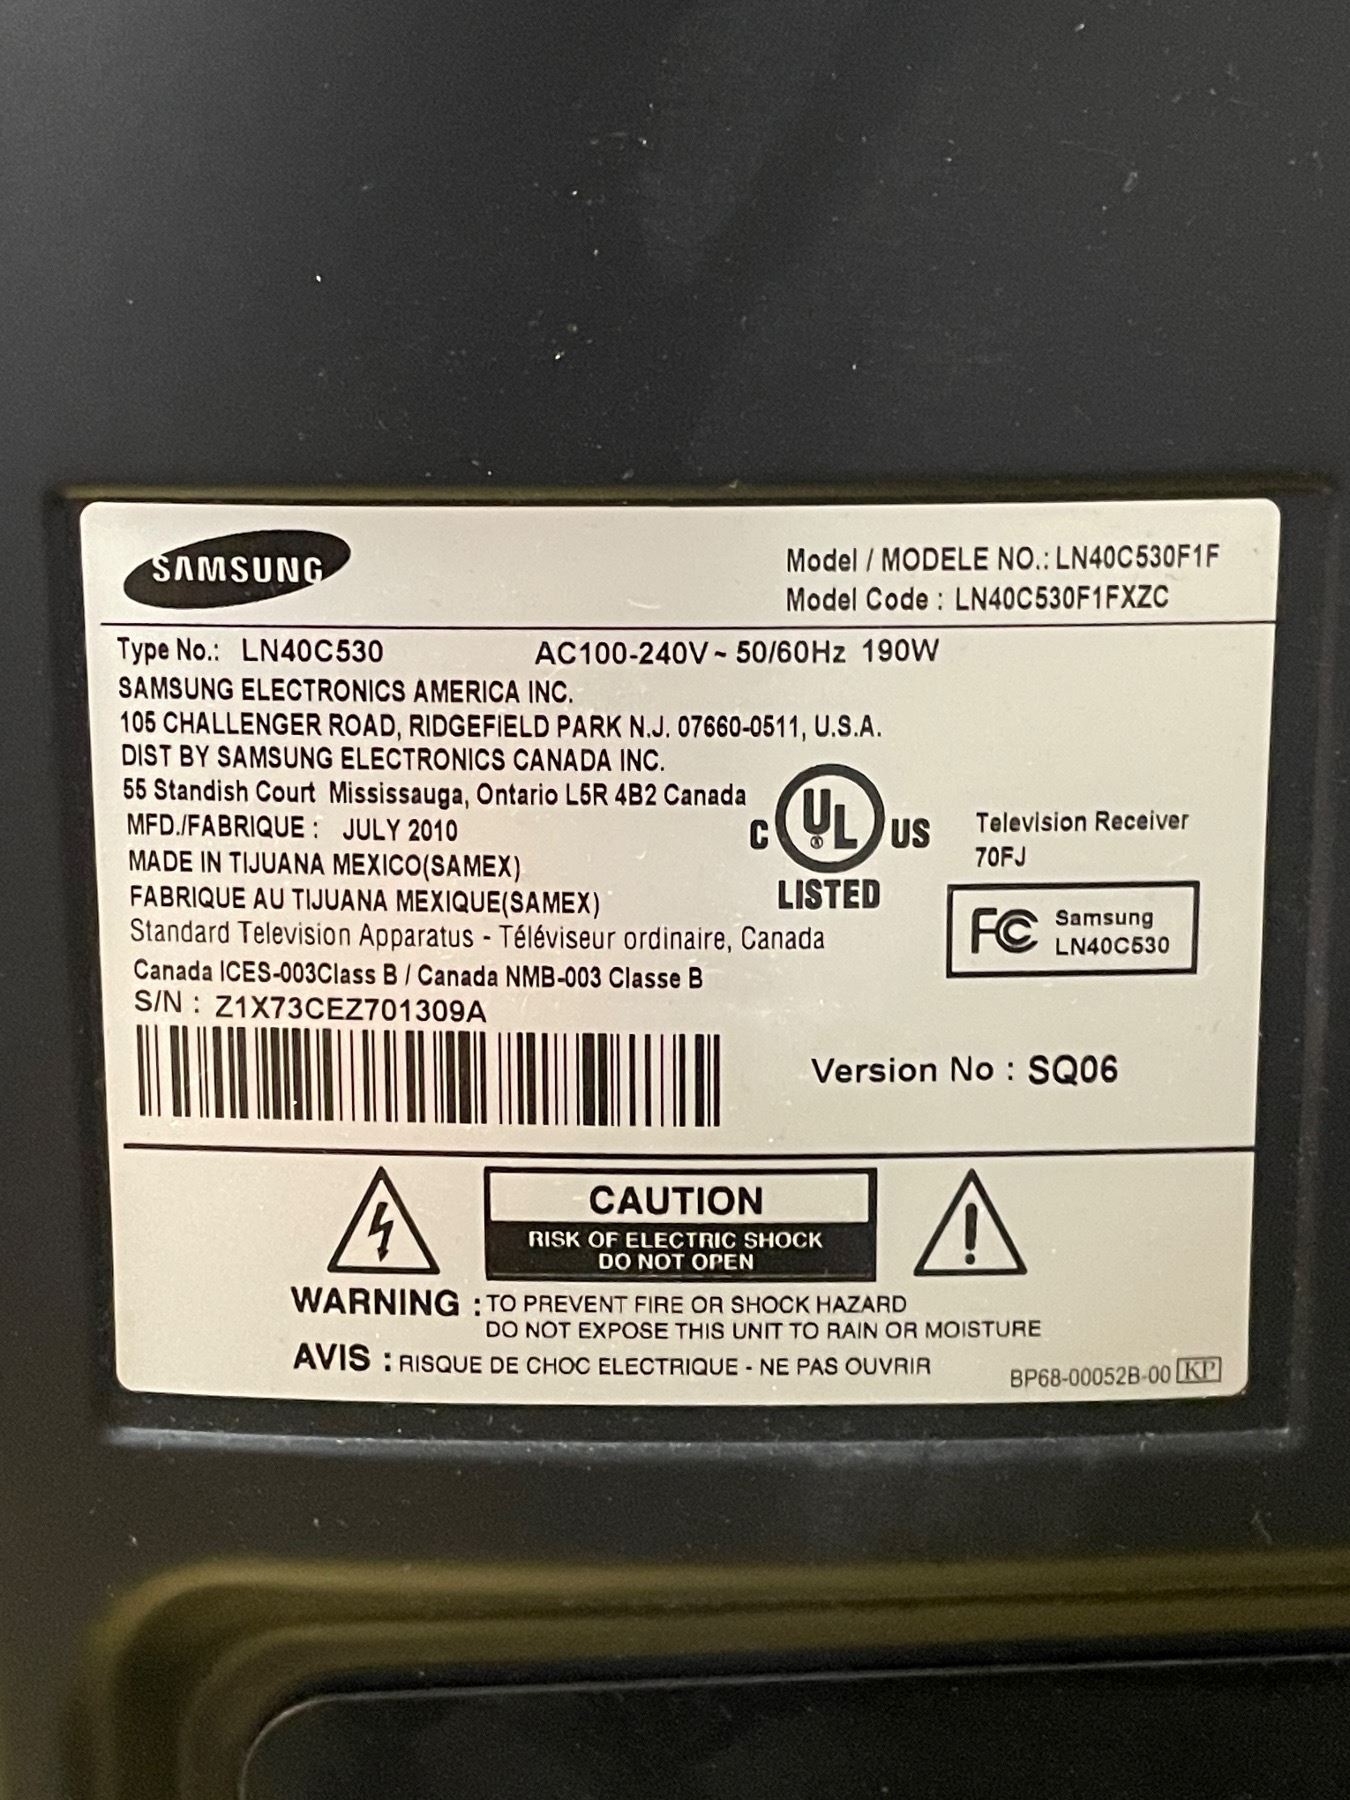 SAMSUNG
Model / MODELE NO.: LN40C530F1F
Model Code : LN40C530F1FXZC
Type No.: LN40C530 AC100-240V~ 50/60Hz 190W
SAMSUNG ELECTRONICS AMERICA INC.
105 CHALLENGER ROAD, RIDGEFIELD PARK N.J. 07660-0511, U.S.A.
DIST BY SAMSUNG ELECTRONICS CANADA INC.
55 Standish Court Mississauga, Ontario L5R 4B2 Canada
MFD./FABRIQUE : JULY 2010
MADE IN TIJUANA MEXICO(SAMEX)
FABRIQUE AU TIJUANA MEXIQUE(SAMEX)
Standard Television Apparatus - Téléviseur ordinaire, Canada
Canada ICES-003Class B / Canada NMB-003 Classe B
S/N : Z1X73CEZ701309A
C UL ® US
LISTED
Television Receiver
70FJ
FC Samsung
LN40C530
Version No : SQ06
CAUTION
RISK OF ELECTRIC SHOCK
DO NOT OPEN
WARNING : TO PREVENT FIRE OR SHOCK HAZARD
DO NOT EXPOSE THIS UNIT TO RAIN OR MOISTURE
AVIS : RISQUE DE CHOC ELECTRIQUE - NE PAS OUVRIR
BP68-00052B-00 KP